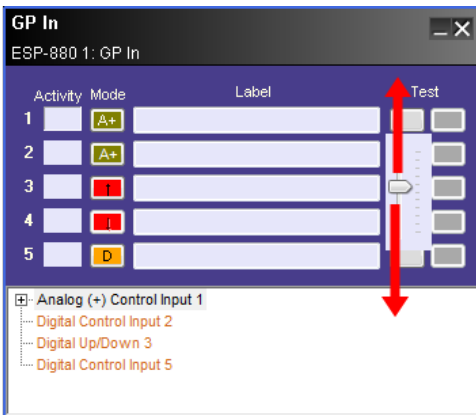 GP In
ESP-880 1: GP In
Activity Mode Label Test
1 A+
2 A+
3 ↑
4 ↓
5 D
Analog (+) Control Input 1
Digital Control Input 2
Digital Up/Down 3
Digital Control Input 5